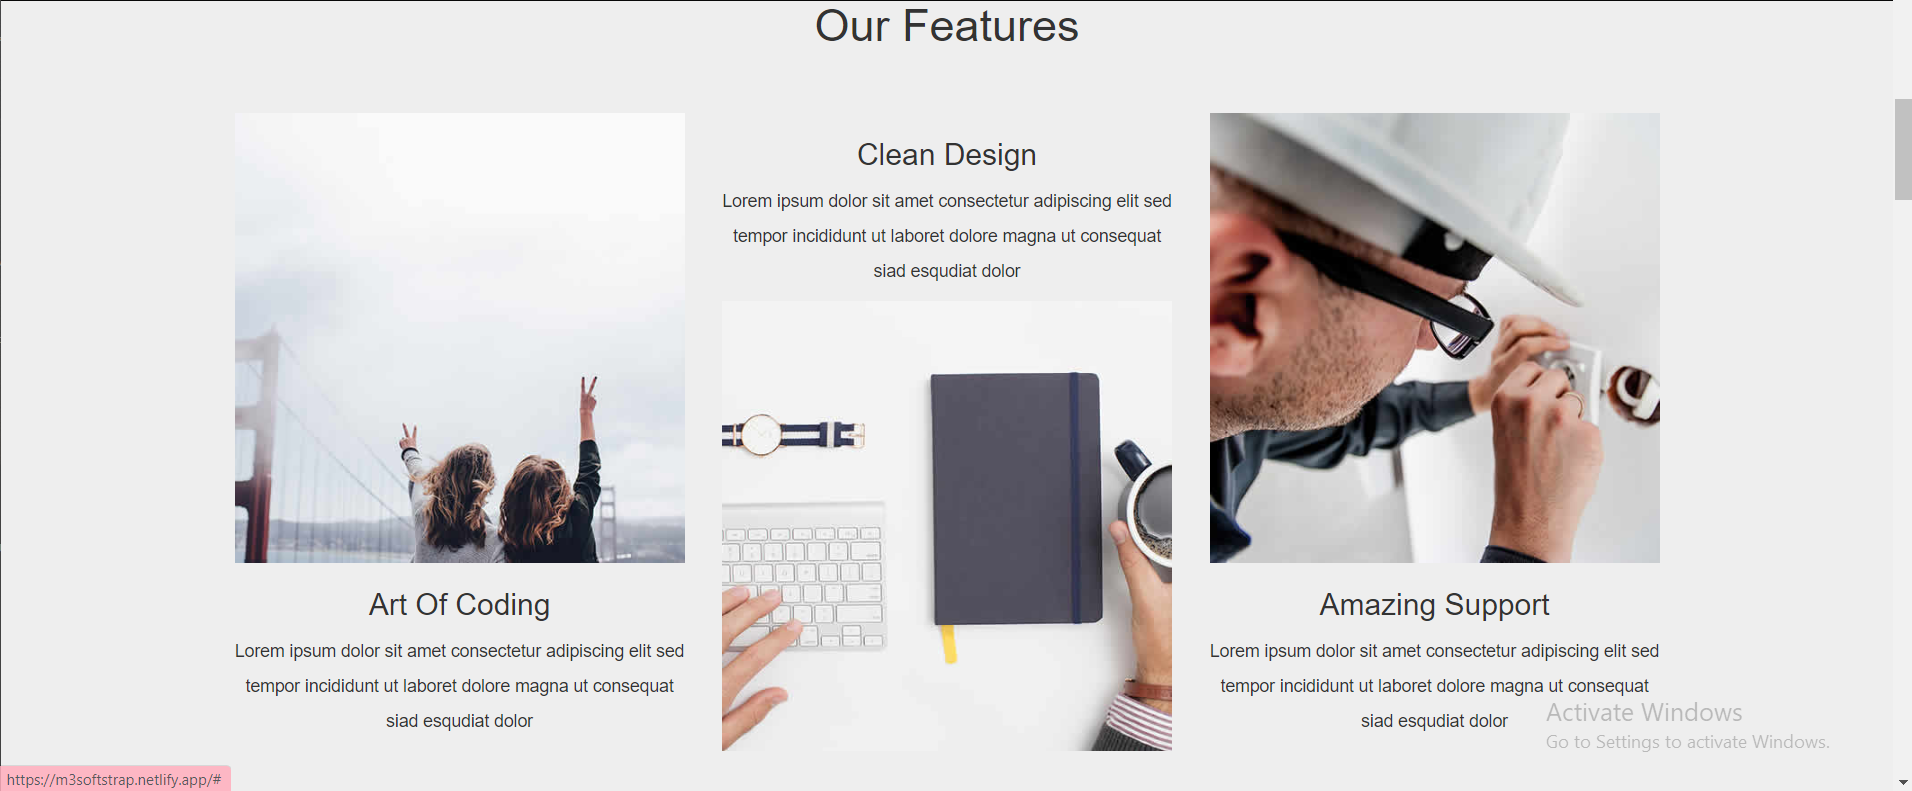 Our Features
Art Of Coding
Lorem ipsum dolor sit amet consectetur adipiscing elit sed
tempor incididunt ut laboret dolore magna ut consequat
siad esqudiat dolor
Clean Design
Lorem ipsum dolor sit amet consectetur adipiscing elit sed
tempor incididunt ut laboret dolore magna ut consequat
siad esqudiat dolor
Amazing Support
Lorem ipsum dolor sit amet consectetur adipiscing elit sed
tempor incididunt ut laboret dolore magna ut consequat
siad esqudiat dolor
Activate Windows
Go to Settings to activate Windows.
https://m3softstrap.netlify.app/#